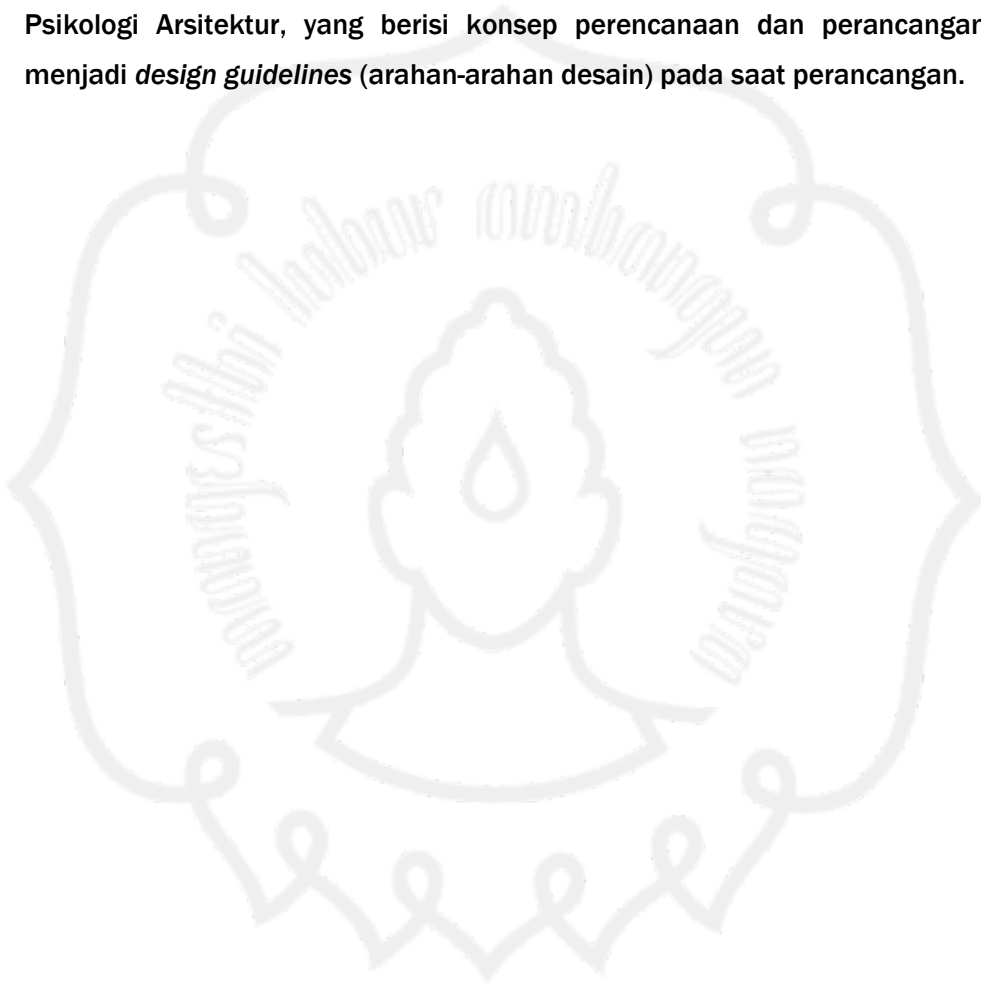 Psikologi Arsitektur, yang berisi konsep perencanaan dan perancangan
menjadi design guidelines (arahan-arahan desain) pada saat perancangan.